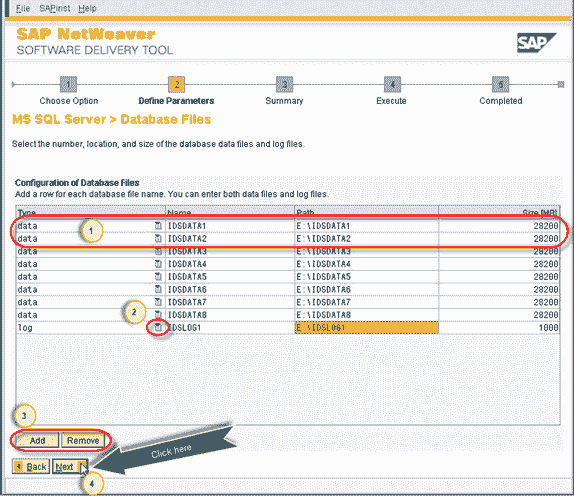 File SAPinst Help
SAP NetWeaver
SOFTWARE DELIVERY TOOL
SAP
1 2 3 4 5
Choose Option Define Parameters Summary Execute Completed
MS SQL Server > Database Files
Select the number, location, and size of the database data files and log files.
Configuration of Database Files
Add a row for each database file name. You can enter both data files and log files.
Type Name Path Size [MB]
data IDSDATA1 E:\IDSDATA1 28200
1
data IDSDATA2 E:\IDSDATA2 28200
data IDSDATA3 E:\IDSDATA3 28200
data IDSDATA4 E:\IDSDATA4 28200
data IDSDATA5 E:\IDSDATA5 28200
data IDSDATA6 E:\IDSDATA6 28200
data IDSDATA7 E:\IDSDATA7 28200
2
data IDSDATA8 E:\IDSDATA8 28200
log IDSLOG1 E:\IDSLOG1 1000
3
Add Remove
Click here
Back Next
4